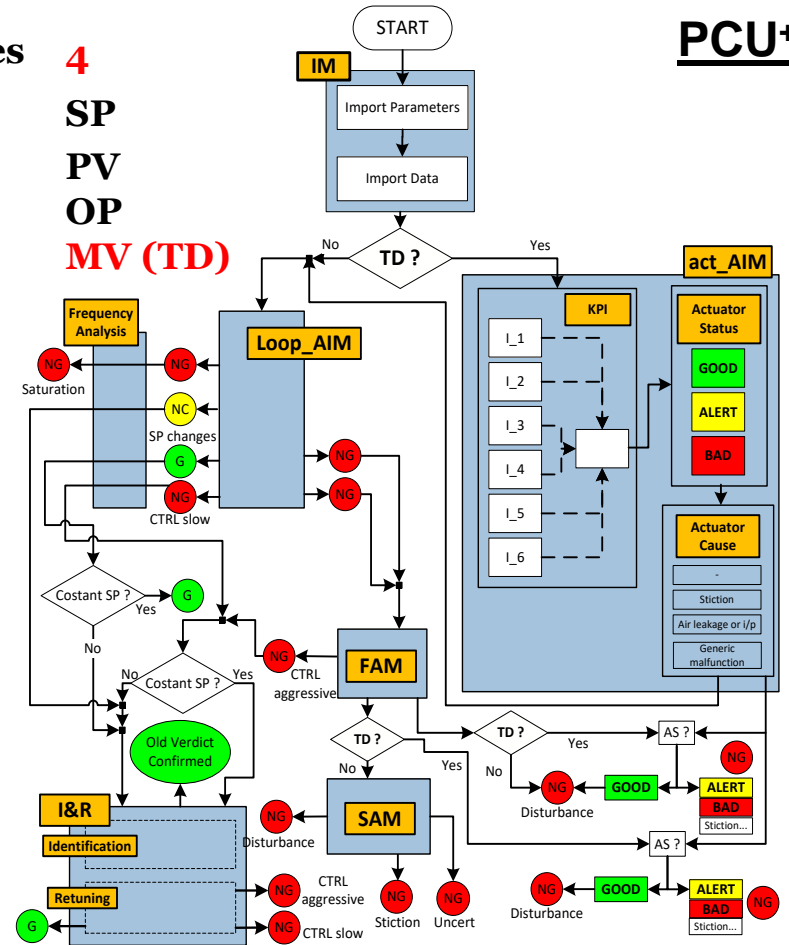 es
4
SP
PV
OP
MV (TD)
PCU+
START
IM
Import Parameters
Import Data
No
TD ?
Yes
act_AIM
KPI
I_1
I_2
I_3
I_4
I_5
I_6
Actuator
Status
GOOD
ALERT
BAD
Actuator
Cause
-
Stiction
Air leakage or i/p
Generic
malfunction
Frequency
Analysis
Loop_AIM
NG
NG
Saturation
NC
SP changes
G
NG
NG
NG
CTRL slow
Costant SP ?
Yes
G
No
Costant SP ?
No
Yes
NG
CTRL
aggressive
FAM
TD ?
No
Yes
TD ?
Yes
No
AS ?
NG
NG
Disturbance
GOOD
ALERT
BAD
Stiction...
AS ?
NG
Disturbance
GOOD
ALERT
BAD
Stiction...
NG
Old Verdict
Confirmed
SAM
NG
Disturbance
NG
Stiction
NG
Uncert
I&R
Identification
Retuning
NG
CTRL
aggressive
NG
CTRL slow
G